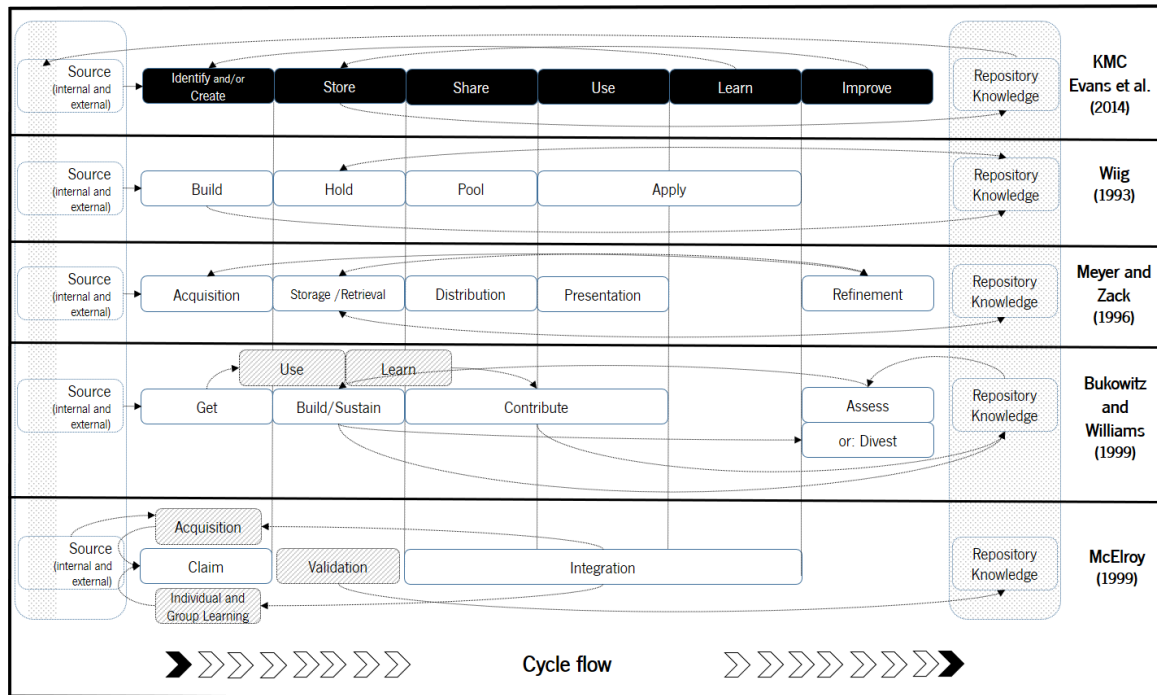 Source
(internal and
external)
Identify and/or
Create
Store
Share
Use
Learn
Improve
Repository
Knowledge
KMC
Evans et al.
(2014)
Source
(internal and
external)
Build
Hold
Pool
Apply
Repository
Knowledge
Wiig
(1993)
Source
(internal and
external)
Acquisition
Storage /Retrieval
Distribution
Presentation
Refinement
Repository
Knowledge
Meyer and
Zack
(1996)
Use
Learn
Source
(internal and
external)
Get
Build/Sustain
Contribute
Assess
or: Divest
Repository
Knowledge
Bukowitz
and
Williams
(1999)
Acquisition
Source
(internal and
external)
Claim
Validation
Integration
Individual and
Group Learning
Repository
Knowledge
McElroy
(1999)
Cycle flow